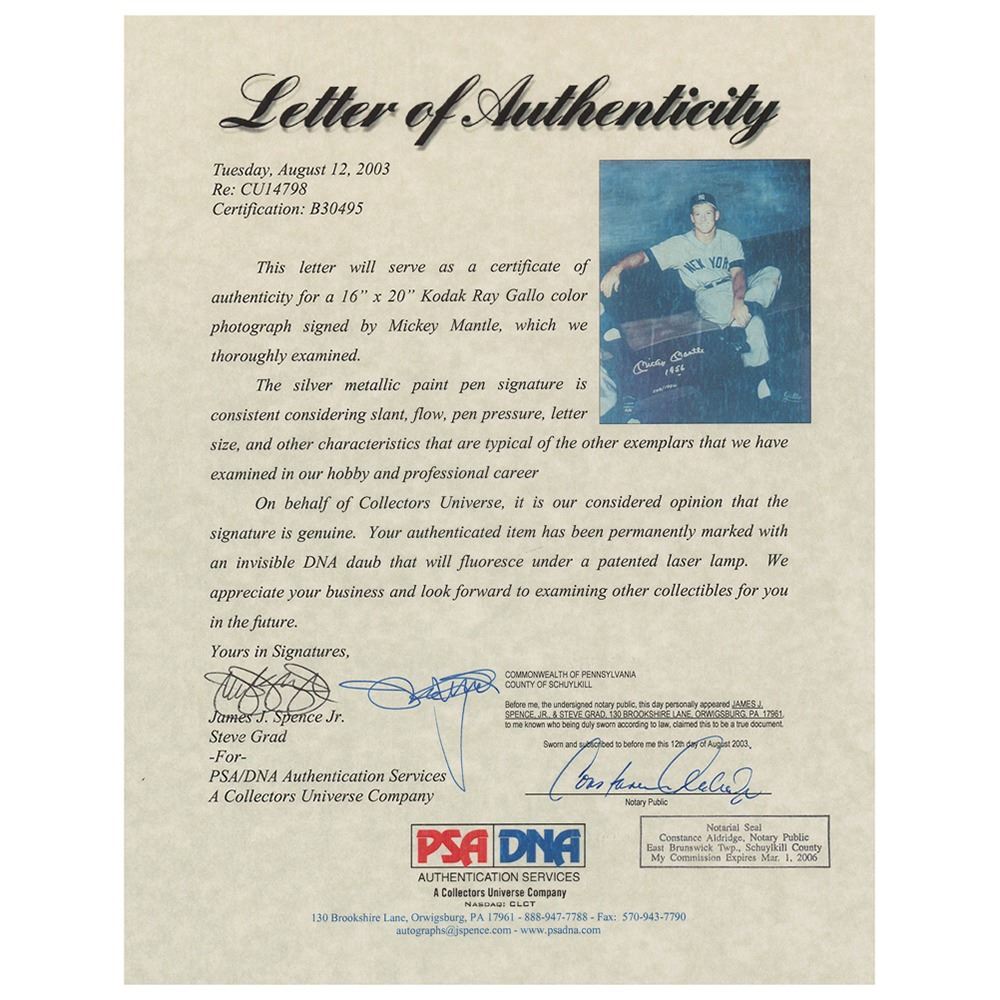 Letter of Authenticity
Tuesday, August 12, 2003
Re: CU14798
Certification: B30495
This letter will serve as a certificate of
authenticity for a 16” x 20” Kodak Ray Gallo color
photograph signed by Mickey Mantle, which we
thoroughly examined.
The silver metallic paint pen signature is
consistent considering slant, flow, pen pressure, letter
size, and other characteristics that are typical of the other exemplars that we have
examined in our hobby and professional career
On behalf of Collectors Universe, it is our considered opinion that the
signature is genuine. Your authenticated item has been permanently marked with
an invisible DNA daub that will fluoresce under a patented laser lamp. We
appreciate your business and look forward to examining other collectibles for you
in the future.
Yours in Signatures,
James J. Spence Jr.
Steve Grad
-For-
PSA/DNA Authentication Services
A Collectors Universe Company
NEW YORK
Mickey Mantle
1956
COMMONWEALTH OF PENNSYLVANIA
COUNTY OF SCHUYLKILL
Before me, the undersigned notary public, this day personally appeared JAMES J.
SPENCE, JR. & STEVE GRAD, 130 BROOKSHIRE LANE, ORWIGSBURG, PA 17961,
to me known who being duly sworn according to law, claimed this to be a true document.
Sworn and subscribed to before me this 12th day of August 2003.
Notary Public
Notarial Seal
Constance Aldridge, Notary Public
East Brunswick Twp., Schuylkill County
My Commission Expires Mar. 1, 2006
PSA DNA
AUTHENTICATION SERVICES
A Collectors Universe Company
NASDAQ: CLCT
130 Brookshire Lane, Orwigsburg, PA 17961 - 888-947-7788 - Fax: 570-943-7790
autographs@jspence.com - www.psadna.com